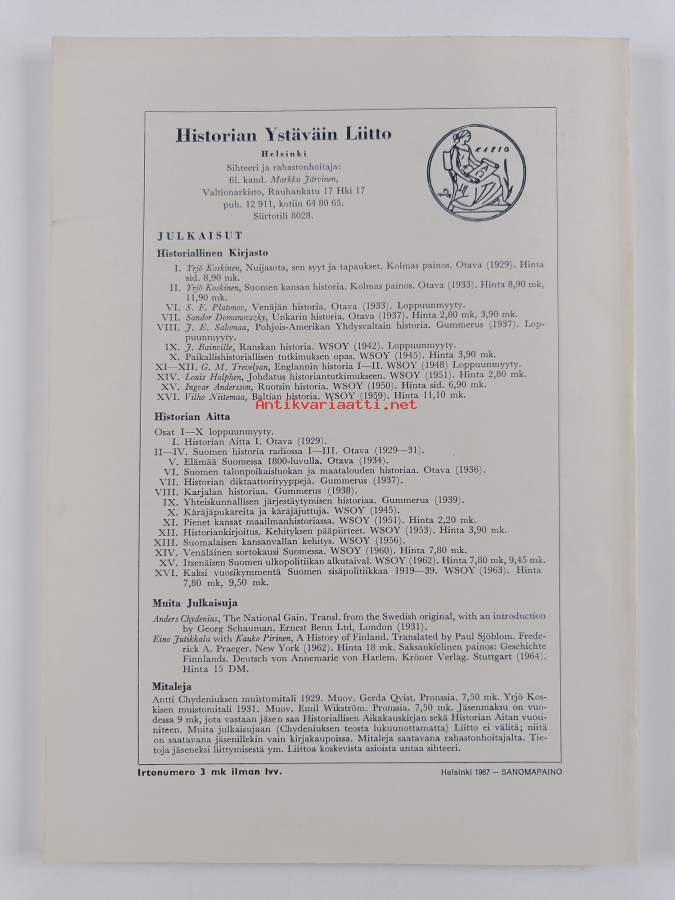 Historian Ystäväin Liitto
Helsinki
Sihteeri ja rahastonhoitaja:
fil. kand. Markku Järvinen,
Valtionarkisto, Rauhankatu 17 Hki 17
puh. 12 911, kotiin 64 80 65.
Siirtotili 8028.
KLEIO
JULKAISUT
Historiallinen Kirjasto
I. Yrjö Koskinen, Nuijasota, sen syyt ja tapaukset. Kolmas painos. Otava (1929). Hinta
sid. 8,90 mk.
II. Yrjö Koskinen, Suomen kansan historia. Kolmas painos. Otava (1933). Hinta 8,90 mk,
11,90 mk.
VI. S. F. Platonov, Venäjän historia. Otava (1933). Loppuunmyyty.
VII. Sandor Domanovszky, Unkarin historia. Otava (1937). Hinta 2,80 mk, 3,90 mk.
VIII. J. E. Salomaa, Pohjois-Amerikan Yhdysvaltain historia. Gummerus (1937). Lop-
puunmyyty.
IX. J. Bainville, Ranskan historia. WSOY (1942). Loppuunmyyty.
X. Paikallishistoriallisen tutkimuksen opas. WSOY (1945). Hinta 3,90 mk.
XI—XII. G. M. Trevelyan, Englannin historia I—II. WSOY (1948) Loppuunmyyty.
XIV. Louis Halphen, Johdatus historiantutkimukseen. WSOY (1951). Hinta 2,80 mk.
XV. Ingvar Andersson, Ruotsin historia. WSOY (1950). Hinta sid. 6,90 mk.
XVI. Vilho Niitemaa, Baltian historia. WSOY (1959). Hinta 11,10 mk.
Antikvariaatti.net
Historian Aitta
Osat I—X loppuunmyyty.
I. Historian Aitta I. Otava (1929).
II—IV. Suomen historia radiossa I—III. Otava (1929—31).
V. Elämää Suomessa 1800-luvulla. Otava (1934).
VI. Suomen talonpoikaisluokan ja maatalouden historiaa. Otava (1936).
VII. Historian diktaattorityyppejä. Gummerus (1937).
VIII. Karjalan historiaa. Gummerus (1938).
IX. Yhteiskunnallisen järjestäytymisen historiaa. Gummerus (1939).
X. Käräjäpukareita ja käräjäjuttuja. WSOY (1945).
XI. Pienet kansat maailmanhistoriassa. WSOY (1951). Hinta 2,20 mk.
XII. Historiankirjoitus. Kehityksen pääpiirteet. WSOY (1953). Hinta 3,90 mk.
XIII. Suomalaisen kansanvallan kehitys. WSOY (1956).
XIV. Venäläinen sortokausi Suomessa. WSOY (1960). Hinta 7,80 mk.
XV. Itsenäisen Suomen ulkopolitiikan alkutaival. WSOY (1962). Hinta 7,80 mk, 9,45 mk.
XVI. Kaksi vuosikymmentä Suomen sisäpolitiikkaa 1919—39. WSOY (1963). Hinta
7,80 mk, 9,50 mk.
Muita Julkaisuja
Anders Chydenius, The National Gain. Transl. from the Swedish original, with an introduction
by Georg Schauman. Ernest Benn Ltd, London (1931).
Eino Jutikkala with Kauko Pirinen, A History of Finland. Translated by Paul Sjöblom. Frede-
rick A. Praeger. New York (1962). Hinta 18 mk. Saksankielinen painos: Geschichte
Finnlands. Deutsch von Annemarie von Harlem. Kröner Verlag. Stuttgart (1964).
Hinta 15 DM.
Mitaleja
Antti Chydeniuksen muistomitali 1929. Muov. Gerda Qvist. Pronssia. 7,50 mk. Yrjö Kos-
kisen muistomitali 1931. Muov. Emil Wikström. Pronssia. 7,50 mk. Jäsenmaksu on vuo-
dessa 9 mk, jota vastaan jäsen saa Historiallisen Aikakauskirjan sekä Historian Aitan vuosi-
niteen. Muita julkaisujaan (Chydeniuksen teosta lukuunottamatta) Liitto ei välitä; niitä
on saatavana jäsenillekin vain kirjakaupoissa. Mitaleja saatavana rahastonhoitajalta. Tie-
toja jäseneksi liittymisestä ym. Liittoa koskevista asioista antaa sihteeri.
Irtonumero 3 mk ilman lvv.
Helsinki 1967 — SANOMAPAINO